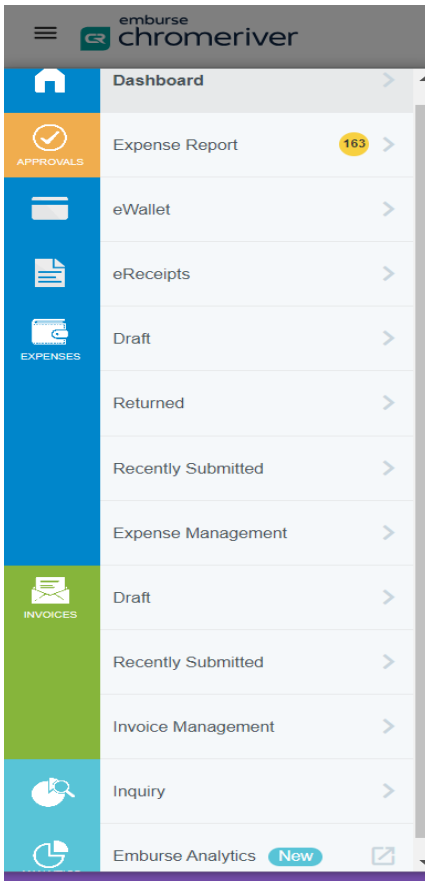 emburse
CR chromeriver
Dashboard
APPROVALS
Expense Report 163
eWallet
eReceipts
EXPENSES
Draft
Returned
Recently Submitted
Expense Management
INVOICES
Draft
Recently Submitted
Invoice Management
Inquiry
Emburse Analytics New